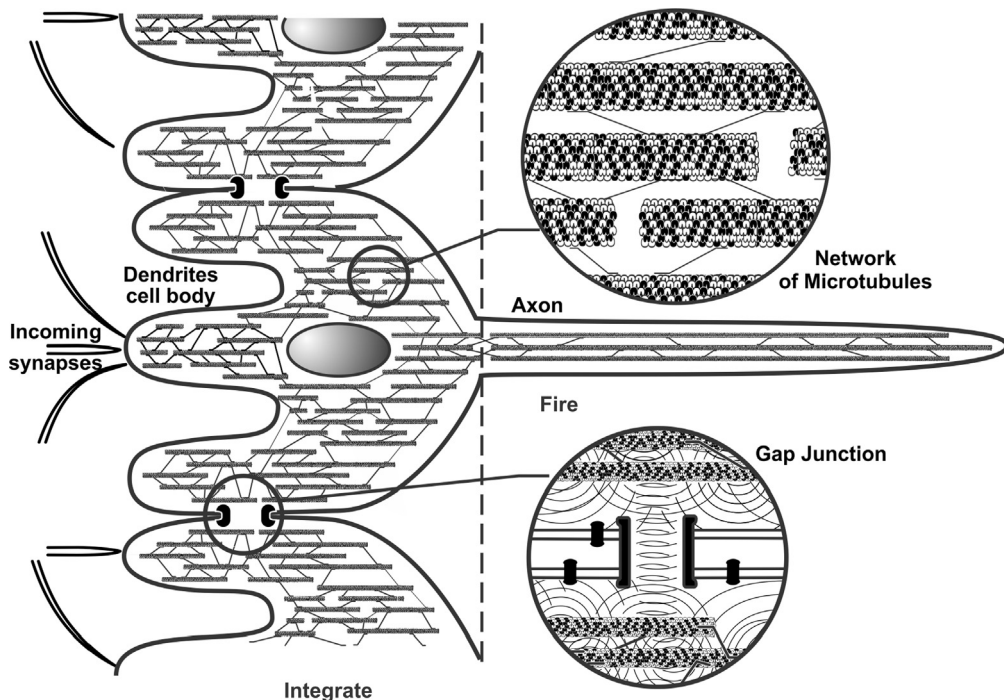 Network
of Microtubules
Dendrites
cell body
Axon
Incoming
synapses
Fire
Gap Junction
Integrate